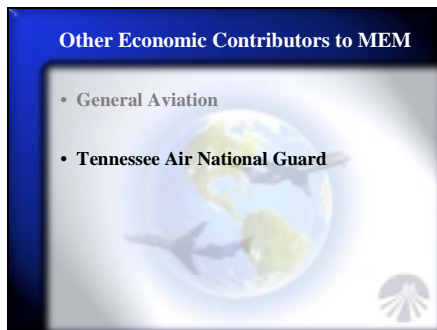 Other Economic Contributors to MEM
• General Aviation
• Tennessee Air National Guard